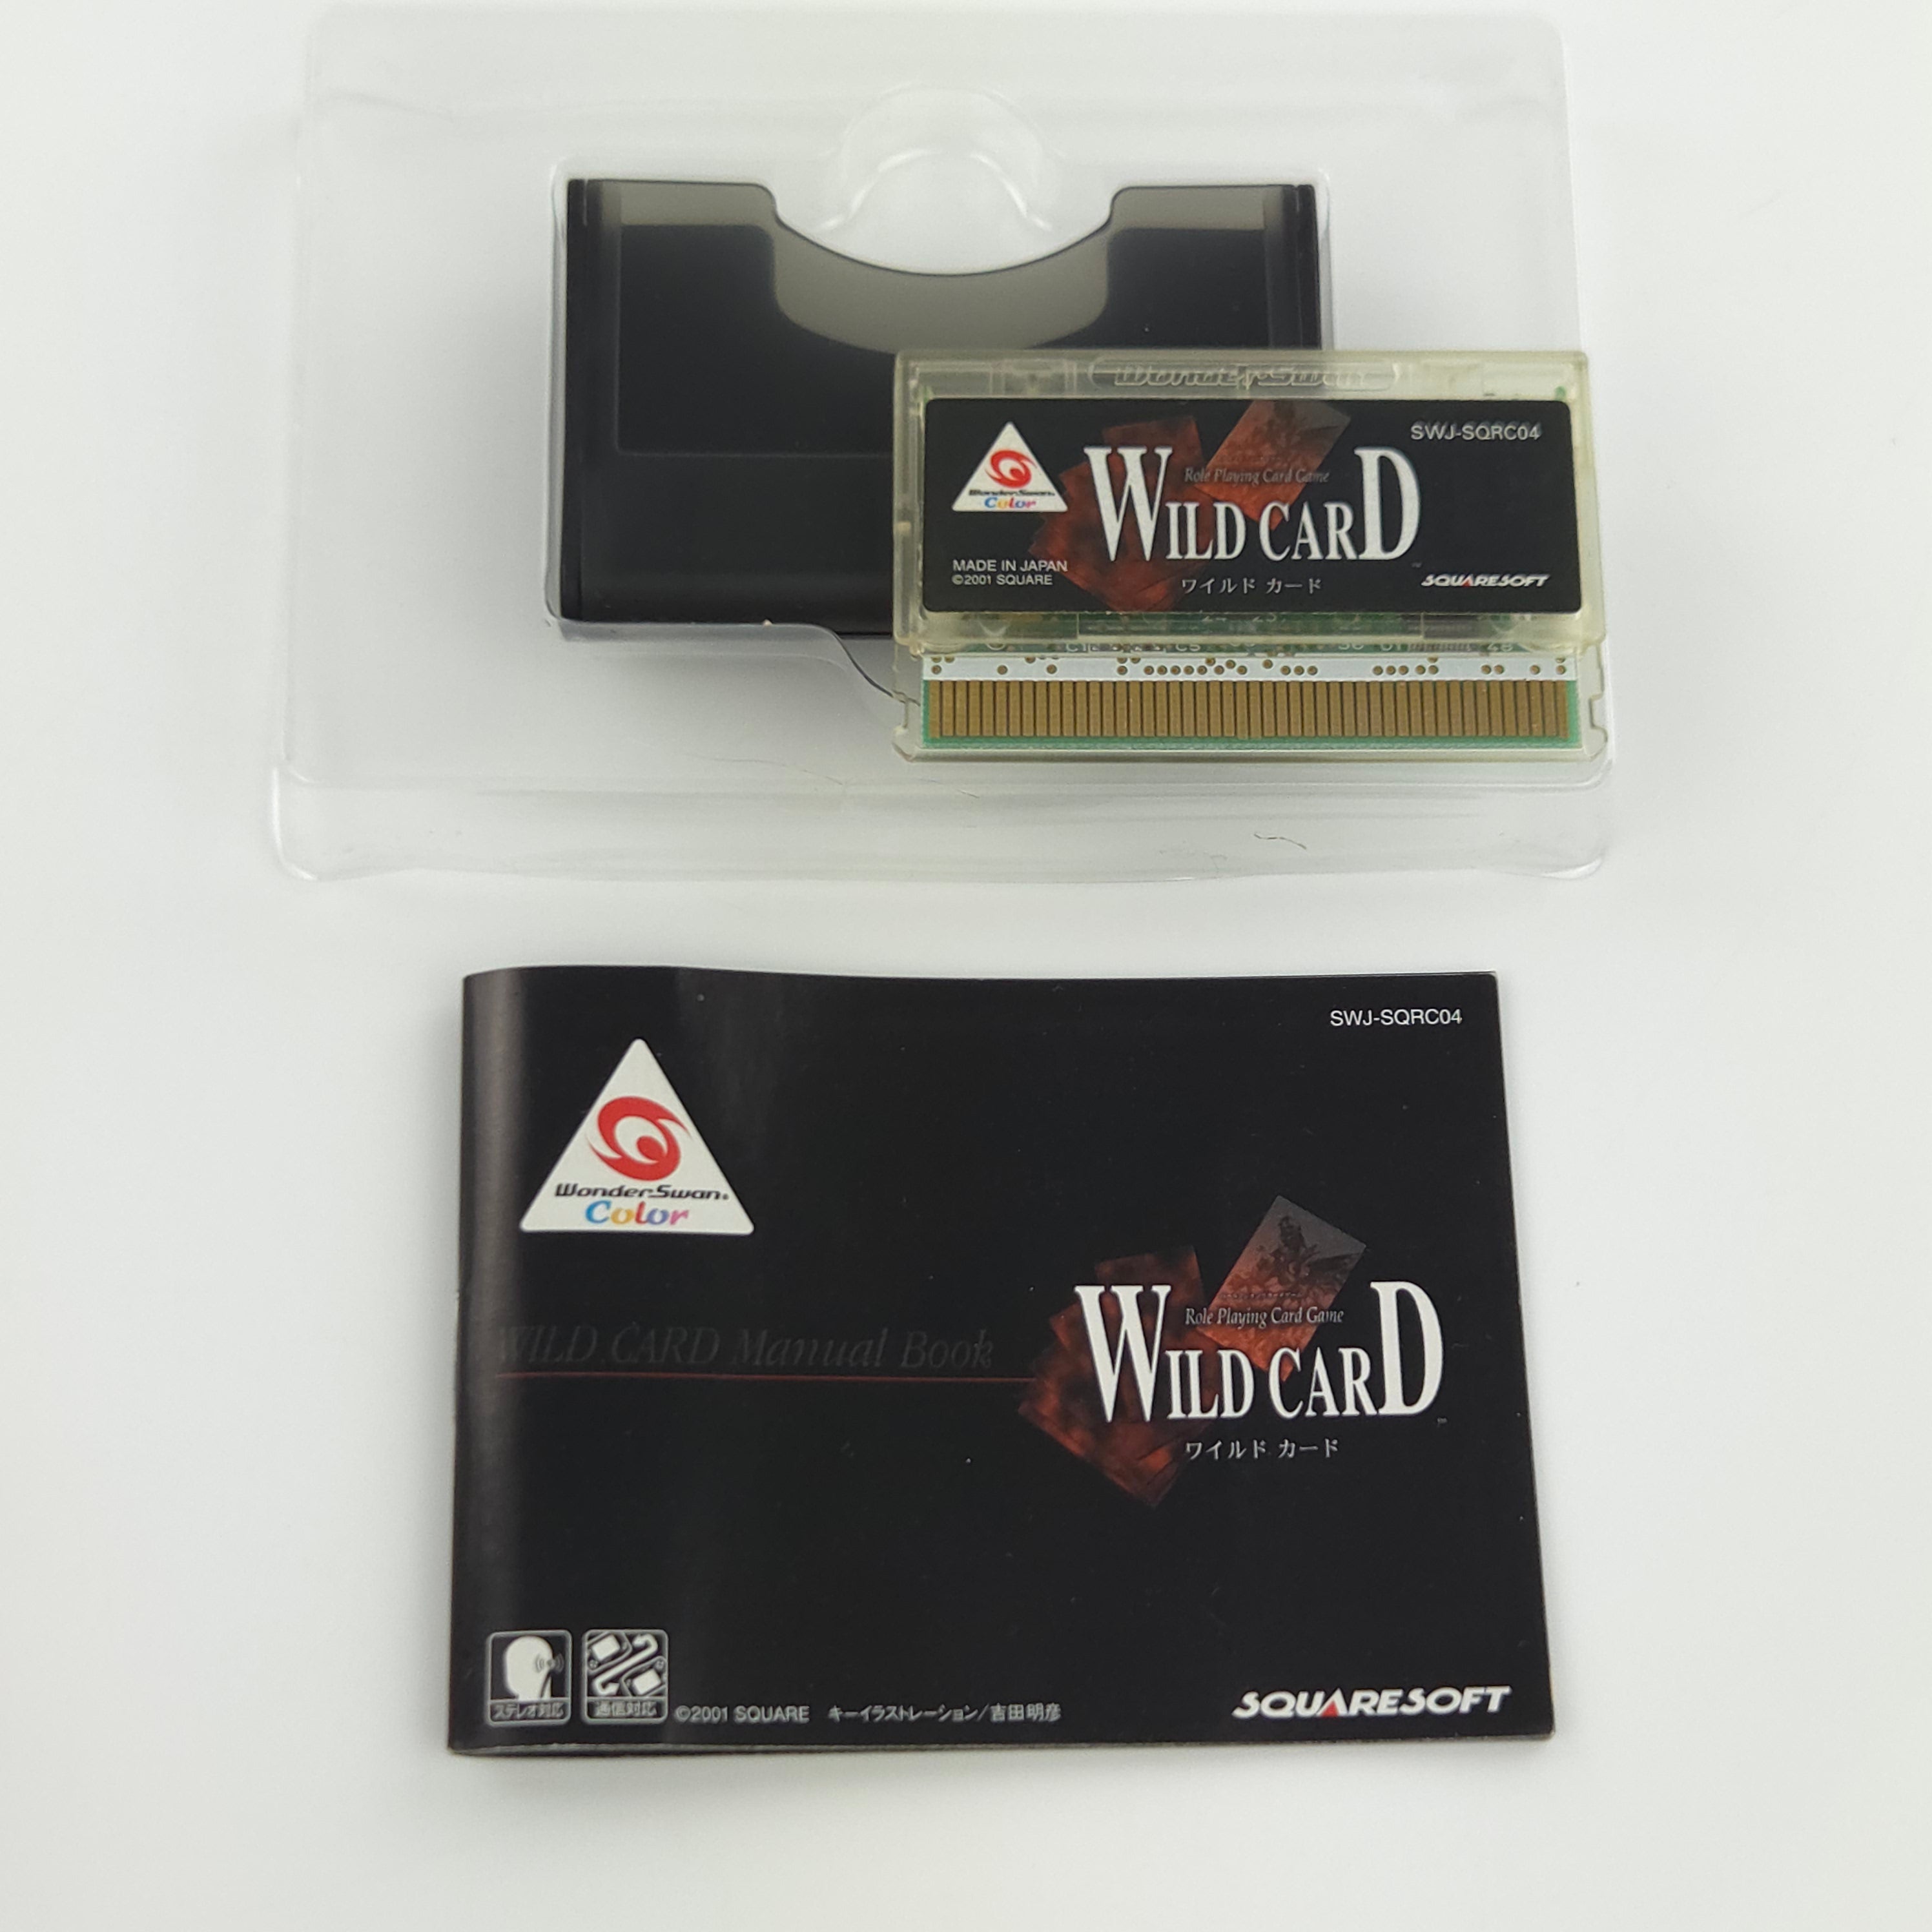 WonderSwan
SWJ-SQRC04
Role Playing Card Game
WonderSwan
Color
WILD CARD
MADE IN JAPAN
©2001 SQUARE
ワイルド カード
SQUARESOFT
SWJ-SQRC04
WonderSwan®
Color
Role Playing Card Game
WILD CARD Manual Book
WILD CARD
ワイルド カード
ステレオ対応
通信対応
©2001 SQUARE キーイラストレーション/吉田明彦
SQUARESOFT